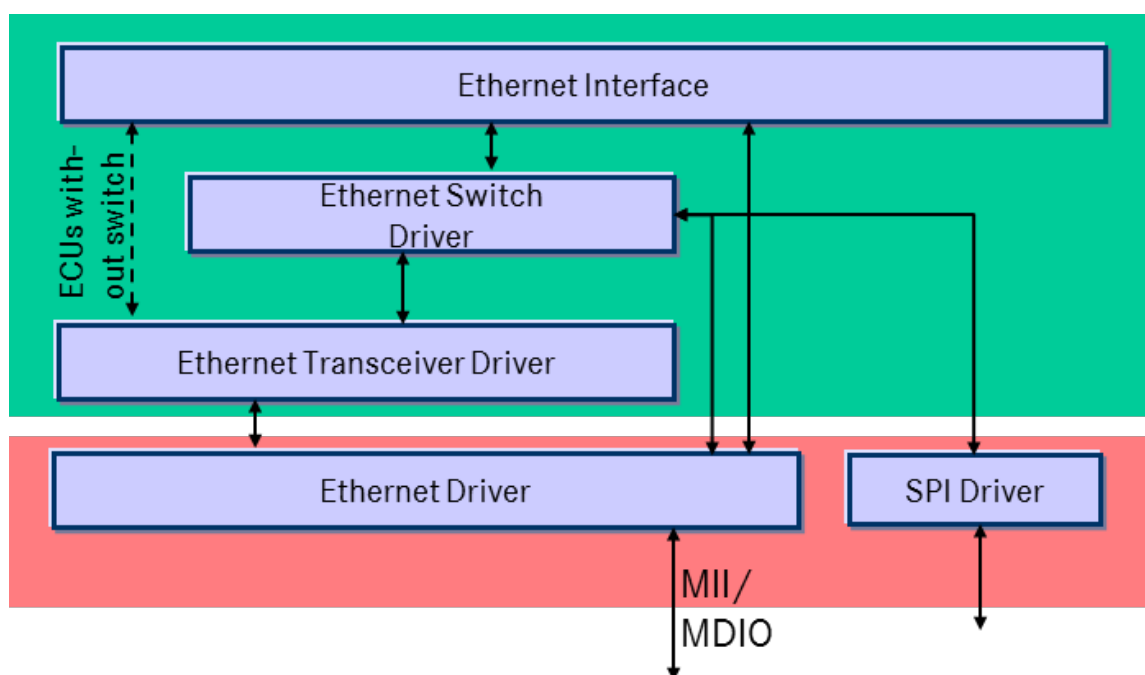 Ethernet Interface
ECUs with-
out switch
Ethernet Switch
Driver
Ethernet Transceiver Driver
Ethernet Driver
SPI Driver
MII/
MDIO